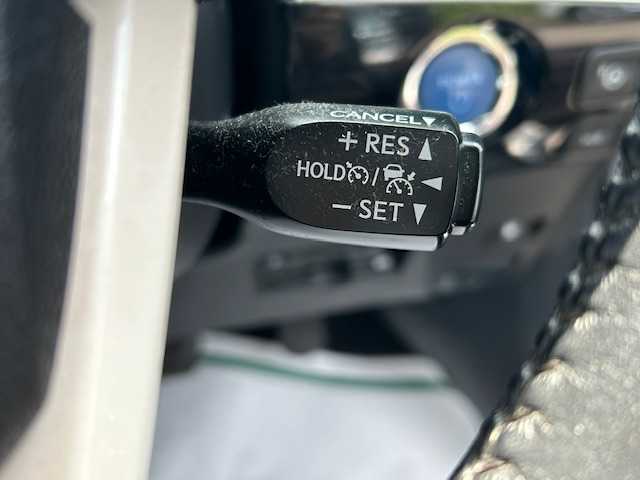 CANCEL▼
+ RES ▲
HOLD / ◄
− SET ▼